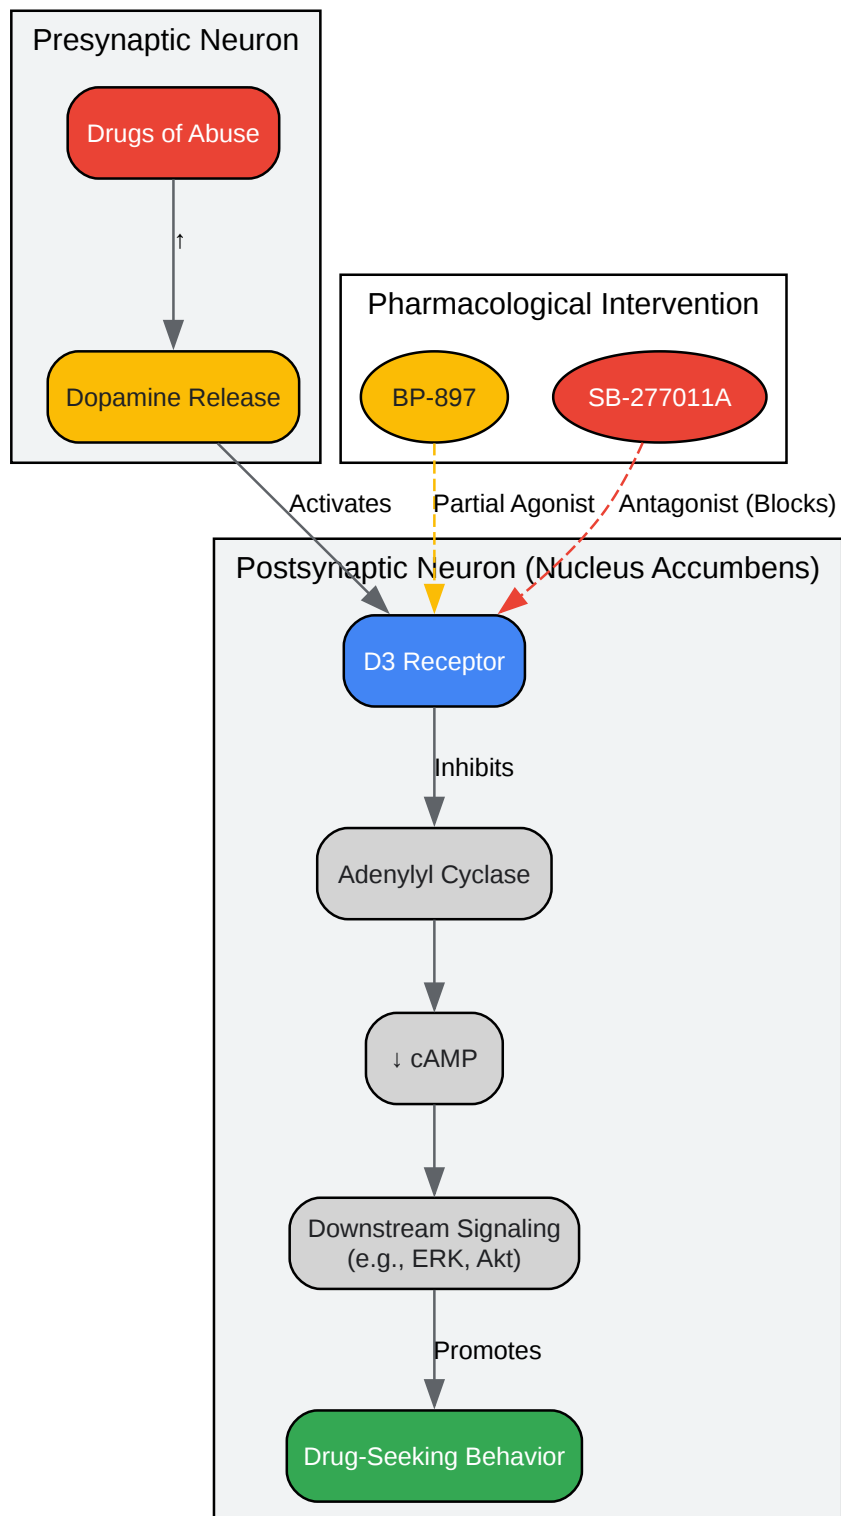 Presynaptic Neuron
Drugs of Abuse
↑
Dopamine Release
Pharmacological Intervention
BP-897
SB-277011A
Activates
Partial Agonist
Antagonist (Blocks)
Postsynaptic Neuron (Nucleus Accumbens)
D3 Receptor
Inhibits
Adenylyl Cyclase
↓ cAMP
Downstream Signaling
(e.g., ERK, Akt)
Promotes
Drug-Seeking Behavior